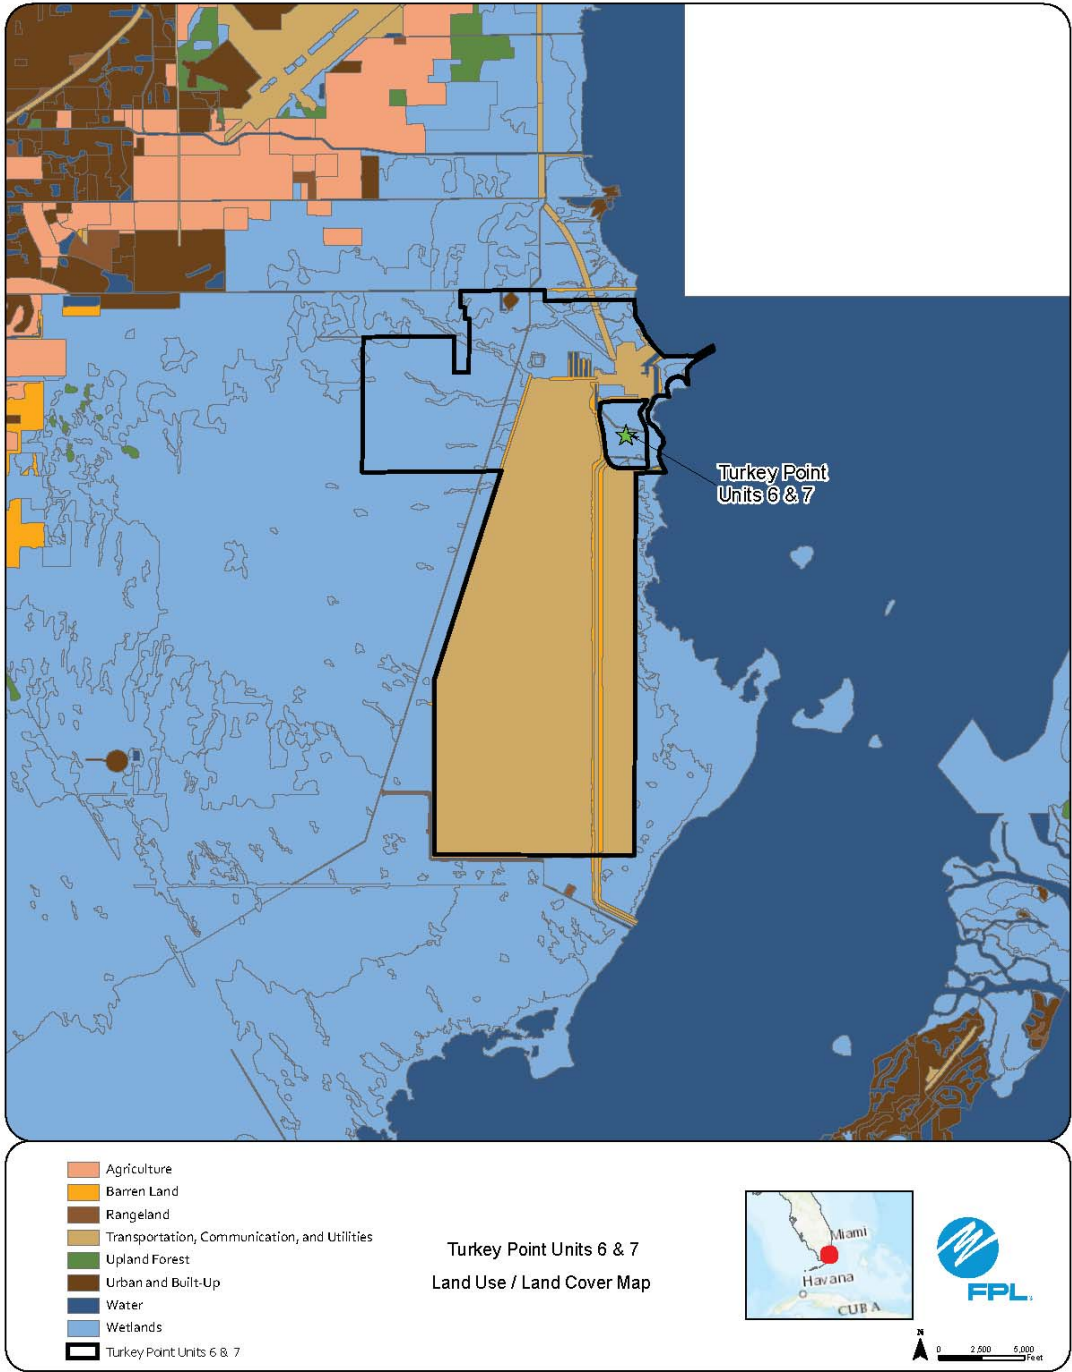 Turkey Point
Units 6 & 7
Agriculture
Barren Land
Rangeland
Transportation, Communication, and Utilities
Upland Forest
Urban and Built-Up
Water
Wetlands
Turkey Point Units 6 & 7
Turkey Point Units 6 & 7
Land Use / Land Cover Map
Miami
Havana
CUBA
FPL
N
0 2,500 5,000
Feet